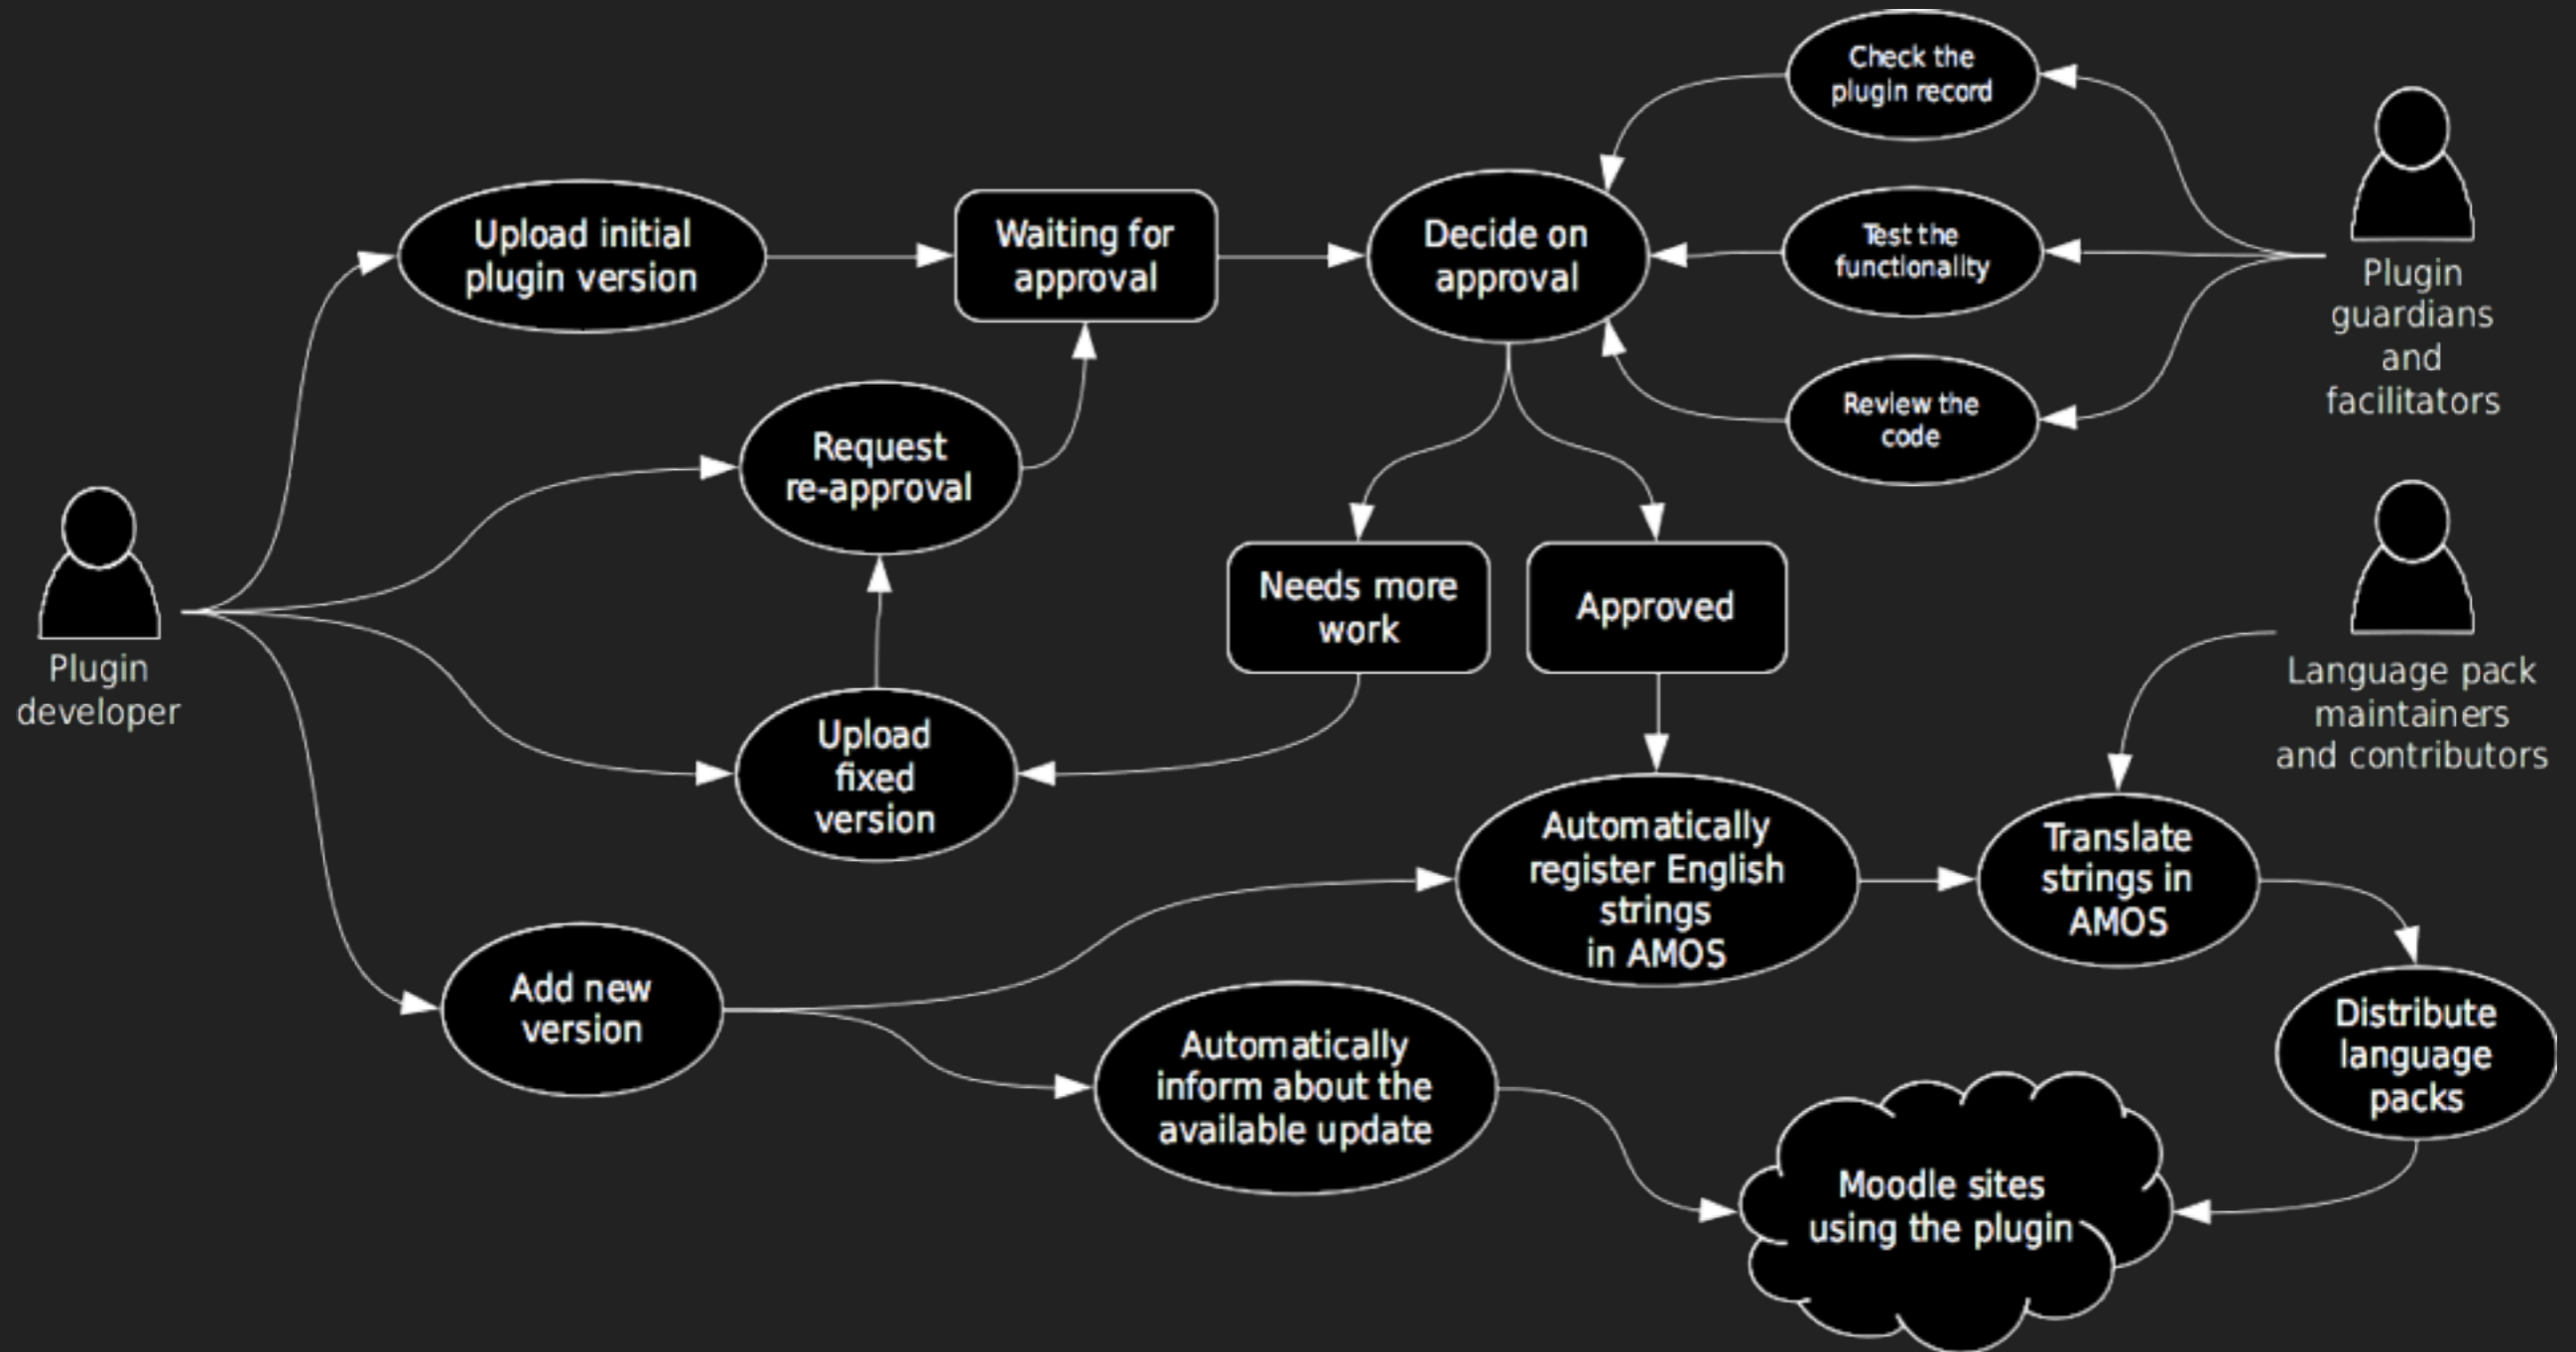 Check the
plugin record
Upload initial
plugin version
Waiting for
approval
Decide on
approval
Test the
functionality
Plugin
guardians
and
facilitators
Request
re-approval
Review the
code
Needs more
work
Approved
Plugin
developer
Language pack
maintainers
and contributors
Upload
fixed
version
Automatically
register English
strings
in AMOS
Translate
strings in
AMOS
Add new
version
Automatically
inform about the
available update
Distribute
language
packs
Moodle sites
using the plugin